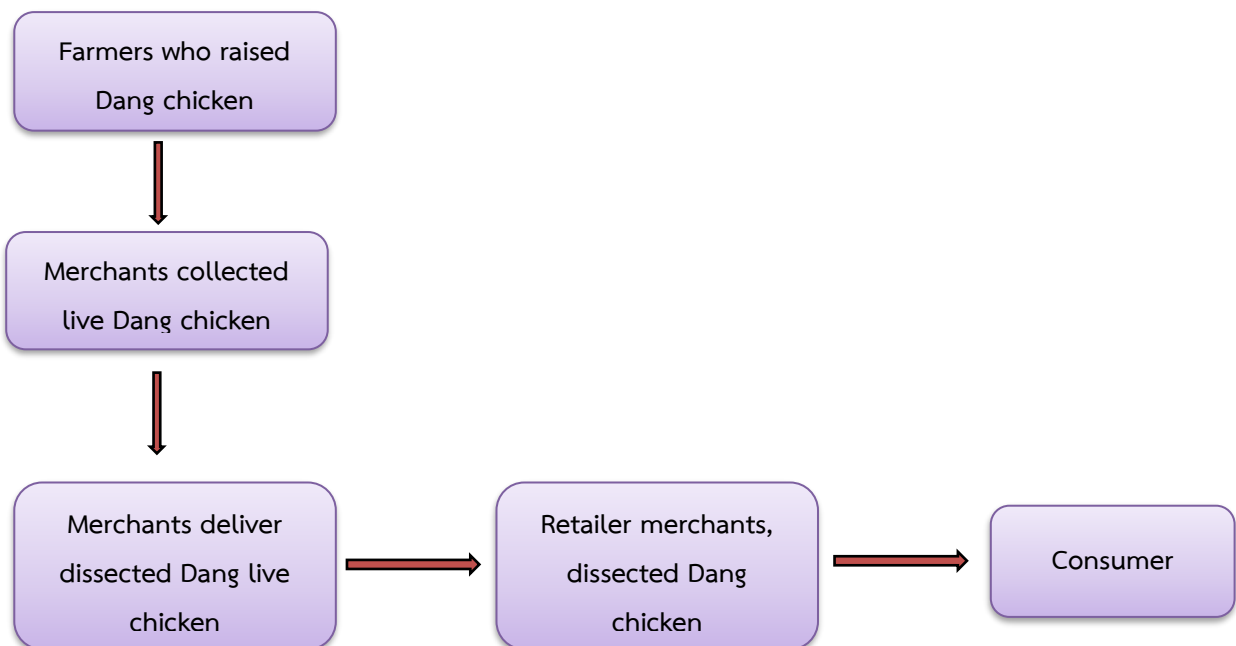 Farmers who raised
Dang chicken
Merchants collected
live Dang chicken
Merchants deliver
dissected Dang live
chicken
Retailer merchants,
dissected Dang
chicken
Consumer